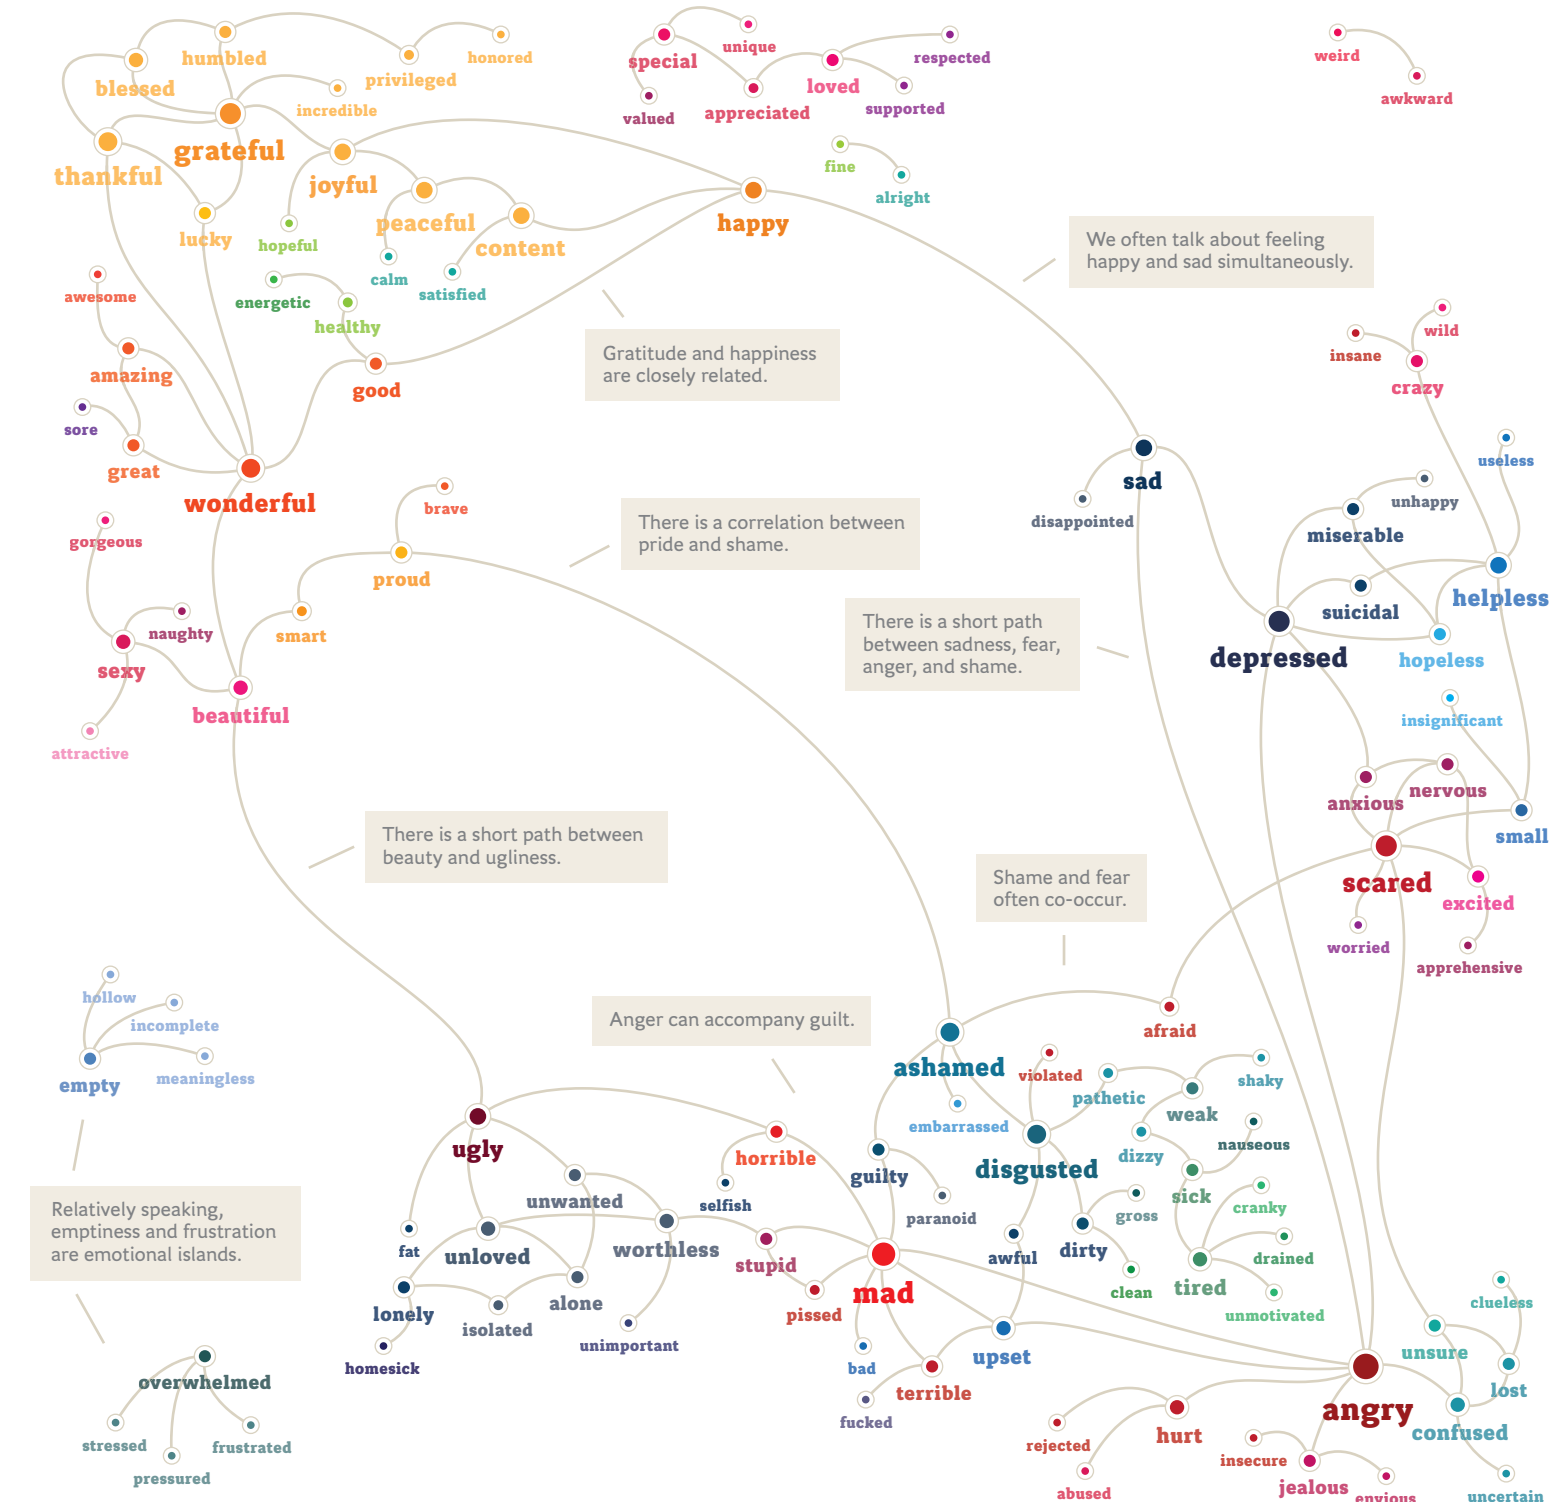 humbled
honored
unique
respected
weird
blessed
privileged
special
loved
incredible
supported
awkward
valued
appreciated
grateful
thankful
joyful
fine
alright
peaceful
happy
lucky
hopeful
content
We often talk about feeling
happy and sad simultaneously.
calm
satisfied
awesome
energetic
healthy
wild
insane
Gratitude and happiness
are closely related.
amazing
good
crazy
sore
great
useless
sad
wonderful
brave
disappointed
unhappy
gorgeous
There is a correlation between
pride and shame.
miserable
proud
helpless
naughty
smart
suicidal
There is a short path
between sadness, fear,
anger, and shame.
sexy
depressed
hopeless
beautiful
insignificant
attractive
anxious
nervous
There is a short path between
beauty and ugliness.
small
Shame and fear
often co-occur.
scared
excited
worried
apprehensive
hollow
incomplete
Anger can accompany guilt.
afraid
empty
meaningless
ashamed
violated
pathetic
shaky
weak
embarrassed
ugly
horrible
nauseous
dizzy
guilty
disgusted
unwanted
selfish
sick
cranky
Relatively speaking,
emptiness and frustration
are emotional islands.
paranoid
gross
fat
unloved
worthless
stupid
awful
dirty
drained
mad
clean
tired
lonely
alone
pissed
unmotivated
clueless
isolated
unimportant
homesick
bad
upset
unsure
overwhelmed
terrible
lost
fucked
angry
stressed
frustrated
rejected
hurt
confused
pressured
insecure
abused
jealous
envious
uncertain